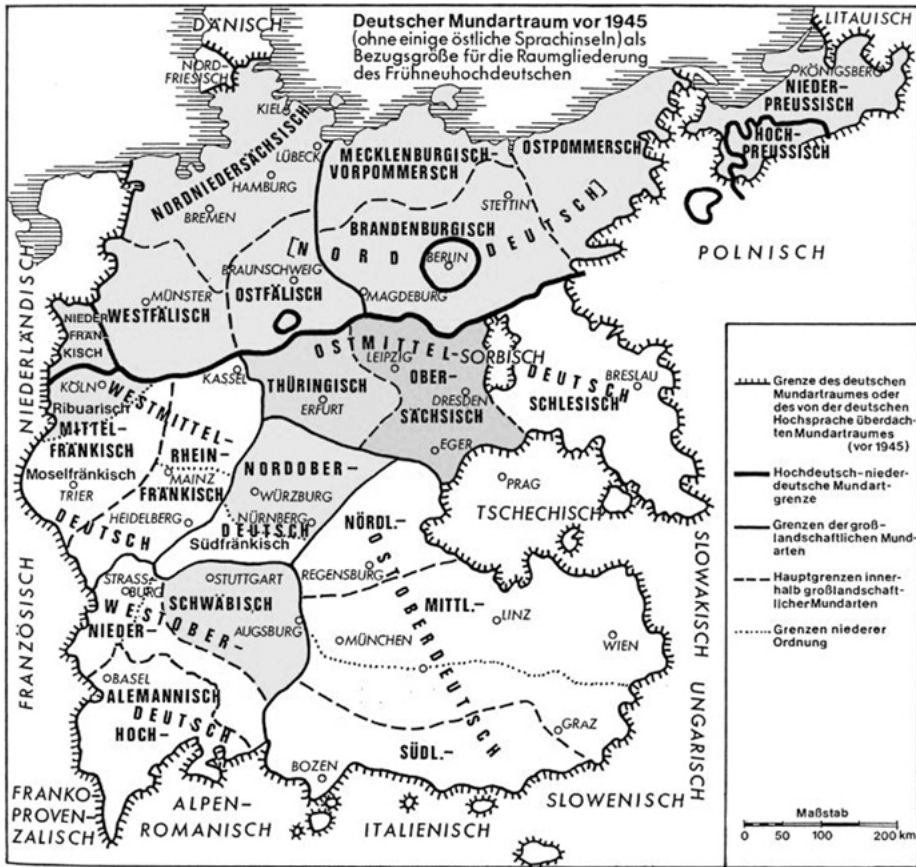 Deutscher Mundartraum vor 1945
(ohne einige östliche Sprachinseln) als
Bezugsgröße für die Raumgliederung
des Frühneuhochdeutschen
DÄNISCH
LITAUISCH
NORD-
FRIESISCH
KÖNIGSBERG
NIEDER-
PREUSSISCH
HOCH-
PREUSSISCH
KIEL
LÜBECK
NORDNIEDERSÄCHSISCH
HAMBURG
BREMEN
MECKLENBURGISCH-
VORPOMMERSCH
OSTPOMMERSCH
STETTIN
BRANDENBURGISCH
[NORD DEUTSCH]
BERLIN
POLNISCH
NIEDERLÄNDISCH
BRAUNSCHWEIG
OSTFÄLISCH
MAGDEBURG
MÜNSTER
WESTFÄLISCH
NIEDER
FRÄN
KISCH
OSTMITTEL-
DEUTSCH
SORBISCH
LEIPZIG
OBER-
SÄCHSISCH
DRESDEN
BRESLAU
SCHLESISCH
KASSEL
THÜRINGISCH
ERFURT
EGER
KÖLN
Ribuarisch
MITTEL-
FRÄNKISCH
Moselfränkisch
TRIER
WESTMITTEL-
DEUTSCH
RHEIN-
FRÄNKISCH
MAINZ
HEIDELBERG
NORDOBER-
DEUTSCH
WÜRZBURG
NÜRNBERG
Südfränkisch
PRAG
TSCHECHISCH
SLOWAKISCH
FRANZÖSISCH
STRASS-
BURG
STUTTGART
SCHWÄBISCH
AUGSBURG
WESTOBER-
DEUTSCH
NIEDER-
ALEMANNISCH
HOCH-
BASEL
REGENSBURG
NÖRDL.-
OSTOBERDEUTSCH
MITTL.-
LINZ
WIEN
MÜNCHEN
GRAZ
SÜDL.-
BOZEN
UNGARISCH
FRANKO
PROVEN-
ZALISCH
ALPEN-
ROMANISCH
ITALIENISCH
SLOWENISCH
Grenze des deutschen
Mundartraumes oder
des von der deutschen
Hochsprache überdach-
ten Mundartraumes
(vor 1945)
Hochdeutsch-nieder-
deutsche Mundart-
grenze
Grenzen der groß-
landschaftlichen Mund-
arten
Hauptgrenzen inner-
halb großlandschaft-
licher Mundarten
Grenzen niederer
Ordnung
Maßstab
0 50 100 150 200 km